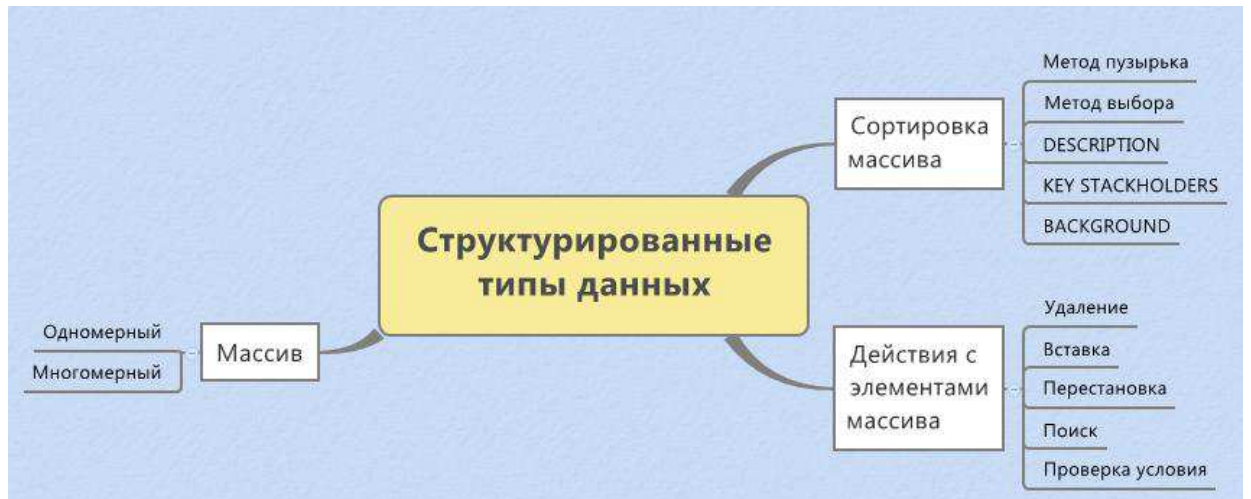 Структурированные
типы данных
Сортировка
массива
Метод пузырька
Метод выбора
DESCRIPTION
KEY STACKHOLDERS
BACKGROUND
Действия с
элементами
массива
Удаление
Вставка
Перестановка
Поиск
Проверка условия
Массив
Одномерный
Многомерный